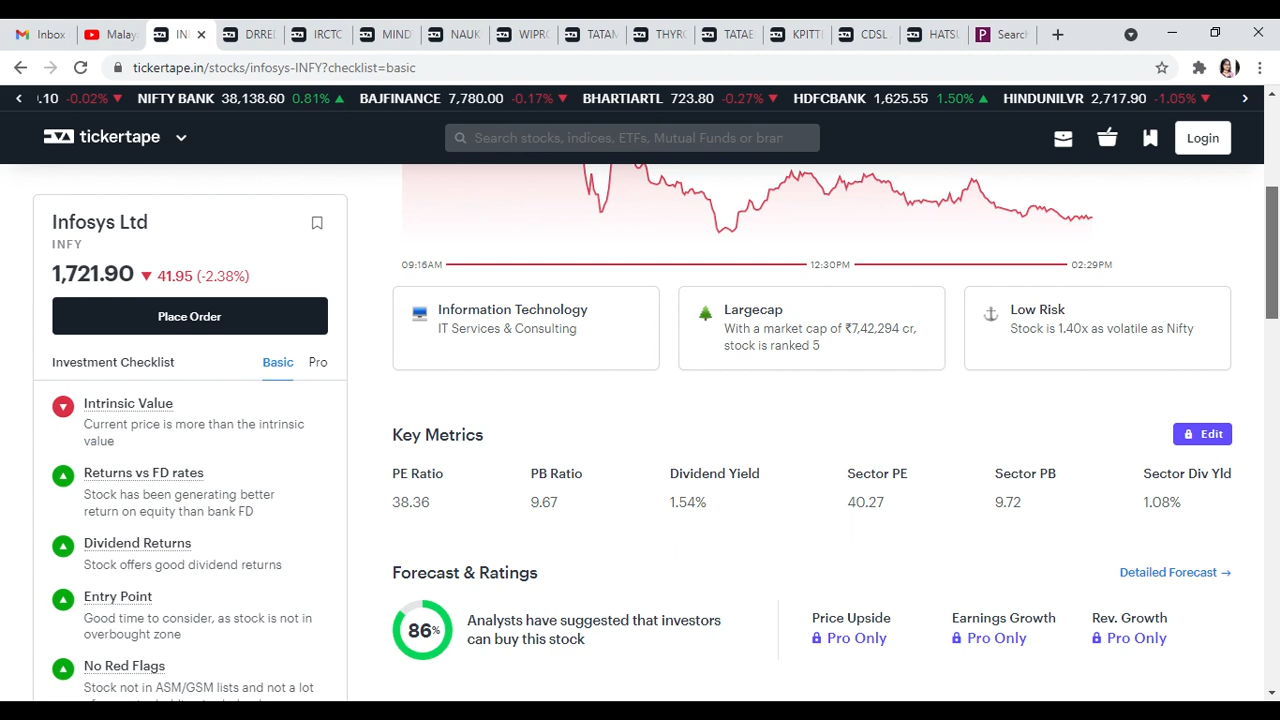 Inbox
Malay
IN
DRREI
IRCTC
MIND
NAUK
WIPRO
TATAM
THYRO
TATAE
KPITTI
CDSL
HATSU
Search
tickertape.in/stocks/infosys-INFY?checklist=basic
.10 -0.02% NIFTY BANK 38,138.60 0.81% BAJFINANCE 7,780.00 -0.17% BHARTIARTL 723.80 -0.27% HDFCBANK 1,625.55 1.50% HINDUNILVR 2,717.90 -1.05%
tickertape
Search stocks, indices, ETFs, Mutual Funds or bran
Login
Infosys Ltd
INFY
1,721.90 41.95 (-2.38%)
Place Order
Investment Checklist Basic Pro
Intrinsic Value
Current price is more than the intrinsic
value
Returns vs FD rates
Stock has been generating better
return on equity than bank FD
Dividend Returns
Stock offers good dividend returns
Entry Point
Good time to consider, as stock is not in
overbought zone
No Red Flags
Stock not in ASM/GSM lists and not a lot
09:16AM 12:30PM 02:29PM
Information Technology
IT Services & Consulting
Largecap
With a market cap of ₹7,42,294 cr,
stock is ranked 5
Low Risk
Stock is 1.40x as volatile as Nifty
Key Metrics
Edit
PE Ratio PB Ratio Dividend Yield Sector PE Sector PB Sector Div Yld
38.36 9.67 1.54% 40.27 9.72 1.08%
Forecast & Ratings
Detailed Forecast →
86%
Analysts have suggested that investors
can buy this stock
Price Upside Earnings Growth Rev. Growth
Pro Only Pro Only Pro Only